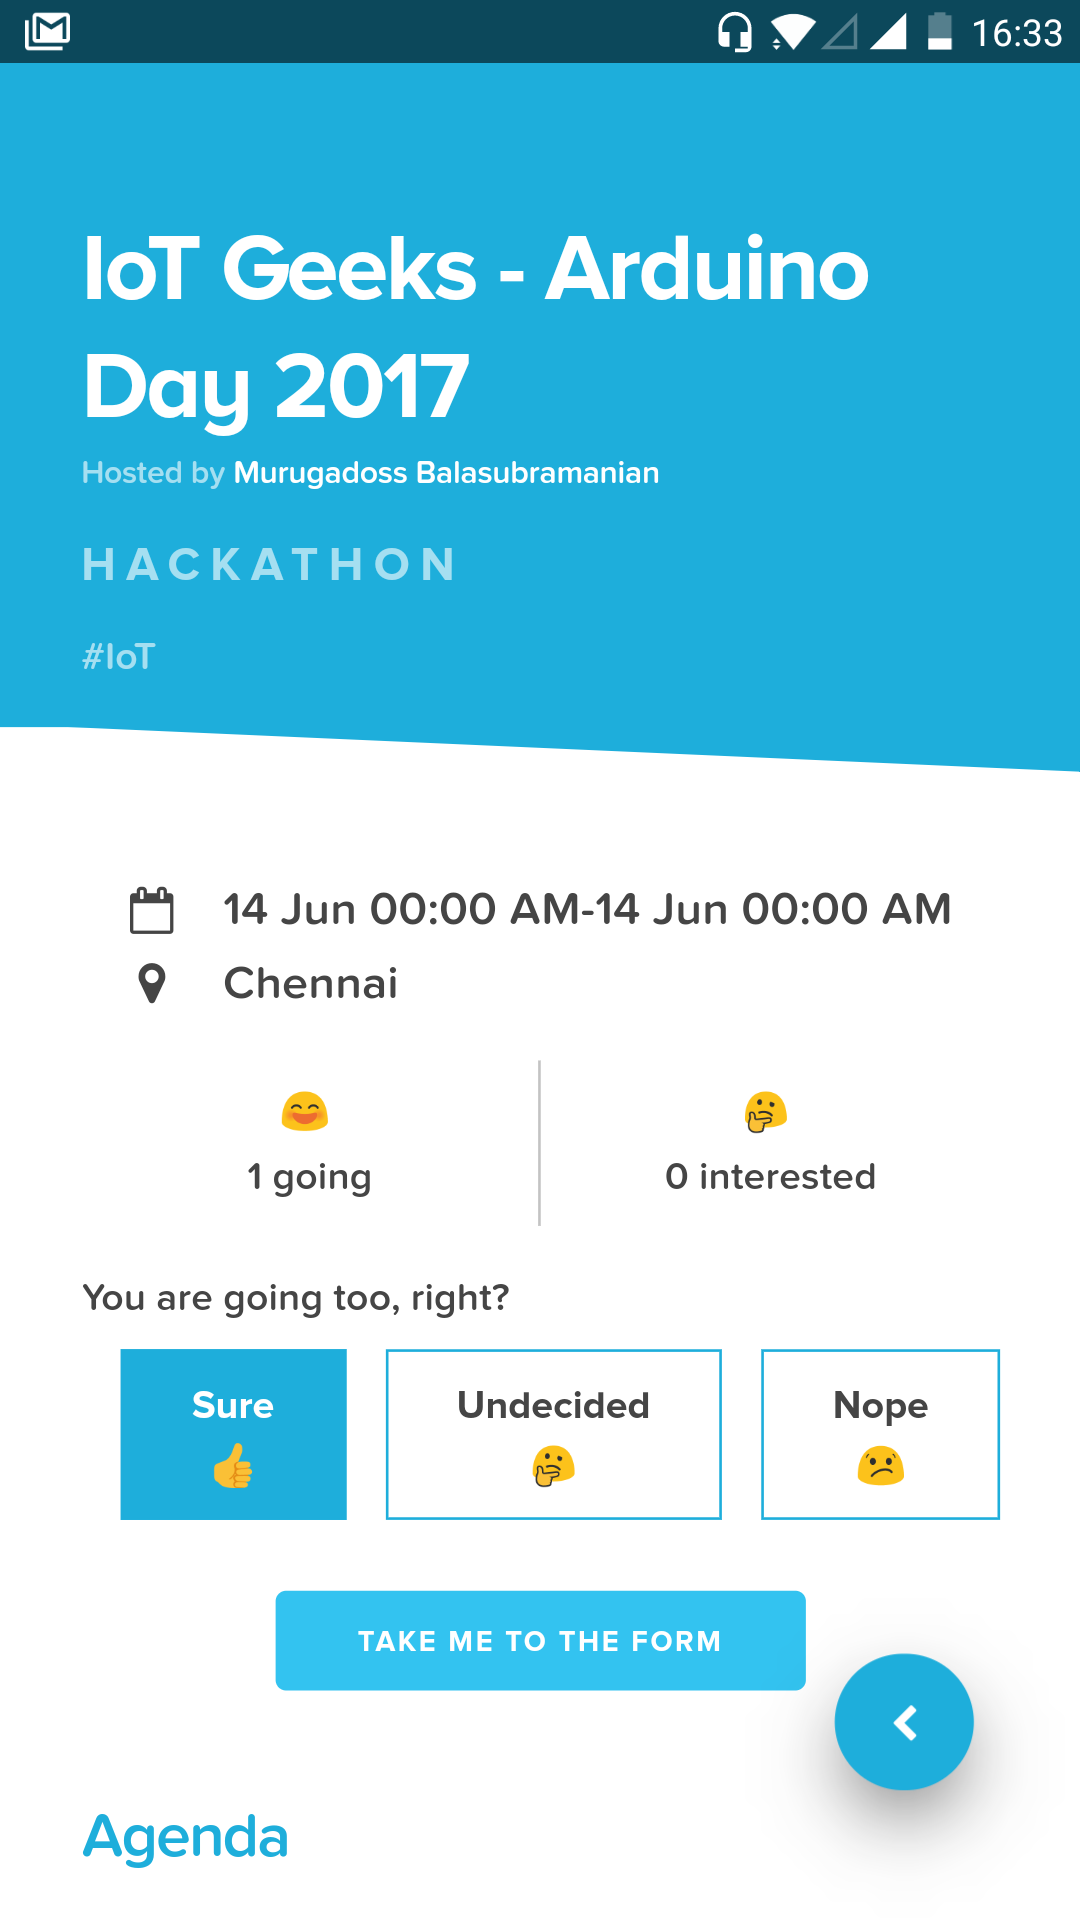 16:33
IoT Geeks - Arduino
Day 2017
Hosted by Murugadoss Balasubramanian
HACKATHON
#IoT
14 Jun 00:00 AM-14 Jun 00:00 AM
Chennai
1 going
0 interested
You are going too, right?
Sure
Undecided
Nope
TAKE ME TO THE FORM
Agenda